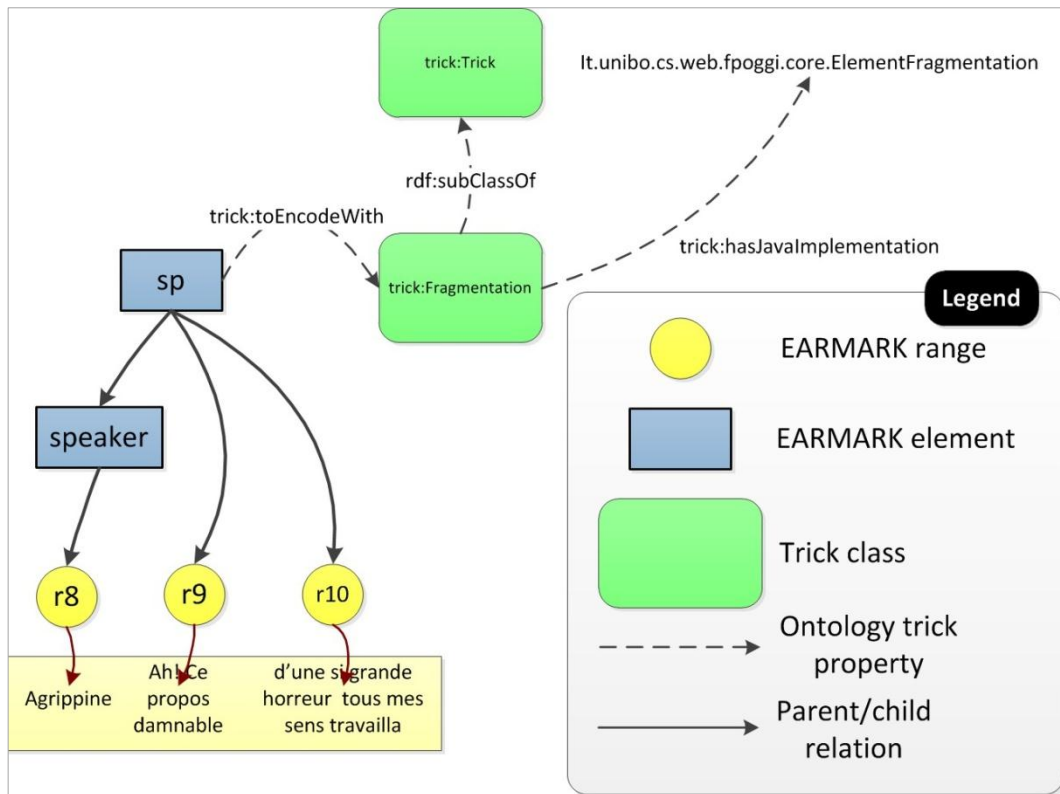 trick:Trick
It.unibo.cs.web.fpoggi.core.ElementFragmentation
rdf:subClassOf
trick:toEncodeWith
trick:hasJavaImplementation
sp
trick:Fragmentation
speaker
r8
r9
r10
Agrippine
Ah! Ce
propos
damnable
d'une si grande
horreur tous mes
sens travailla
Legend
EARMARK range
EARMARK element
Trick class
Ontology trick
property
Parent/child
relation